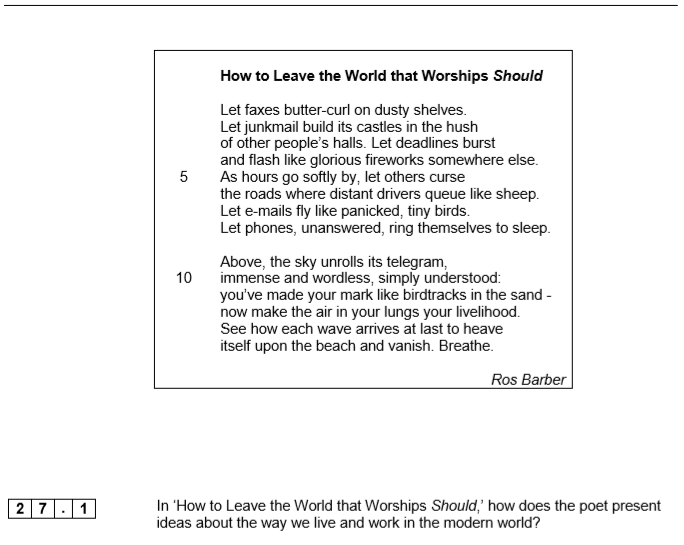 How to Leave the World that Worships Should
Let faxes butter-curl on dusty shelves.
Let junkmail build its castles in the hush
of other people's halls. Let deadlines burst
and flash like glorious fireworks somewhere else.
5 As hours go softly by, let others curse
the roads where distant drivers queue like sheep.
Let e-mails fly like panicked, tiny birds.
Let phones, unanswered, ring themselves to sleep.
Above, the sky unrolls its telegram,
10 immense and wordless, simply understood:
you've made your mark like birdtracks in the sand -
now make the air in your lungs your livelihood.
See how each wave arrives at last to heave
itself upon the beach and vanish. Breathe.
Ros Barber
2 7 . 1 In 'How to Leave the World that Worships Should,' how does the poet present
ideas about the way we live and work in the modern world?